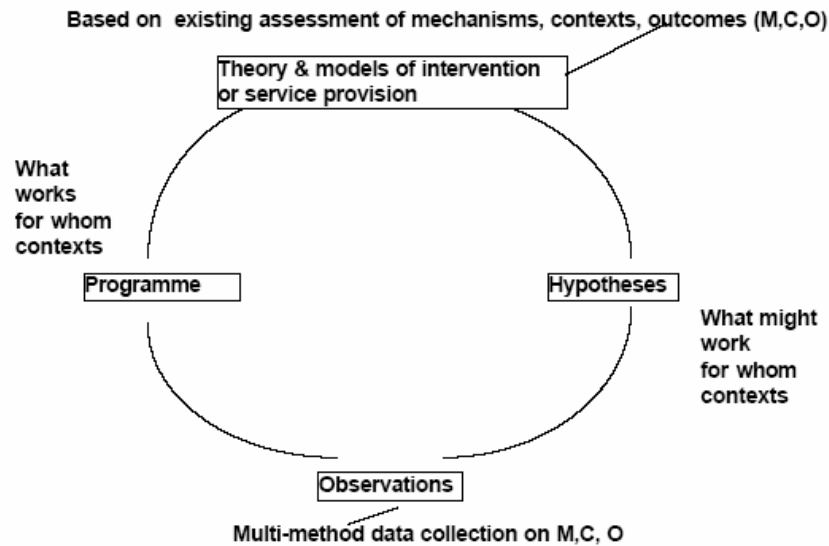 Based on existing assessment of mechanisms, contexts, outcomes (M,C,O)
Theory & models of intervention
or service provision
What
works
for whom
contexts
Programme
Hypotheses
What might
work
for whom
contexts
Observations
Multi-method data collection on M,C, O